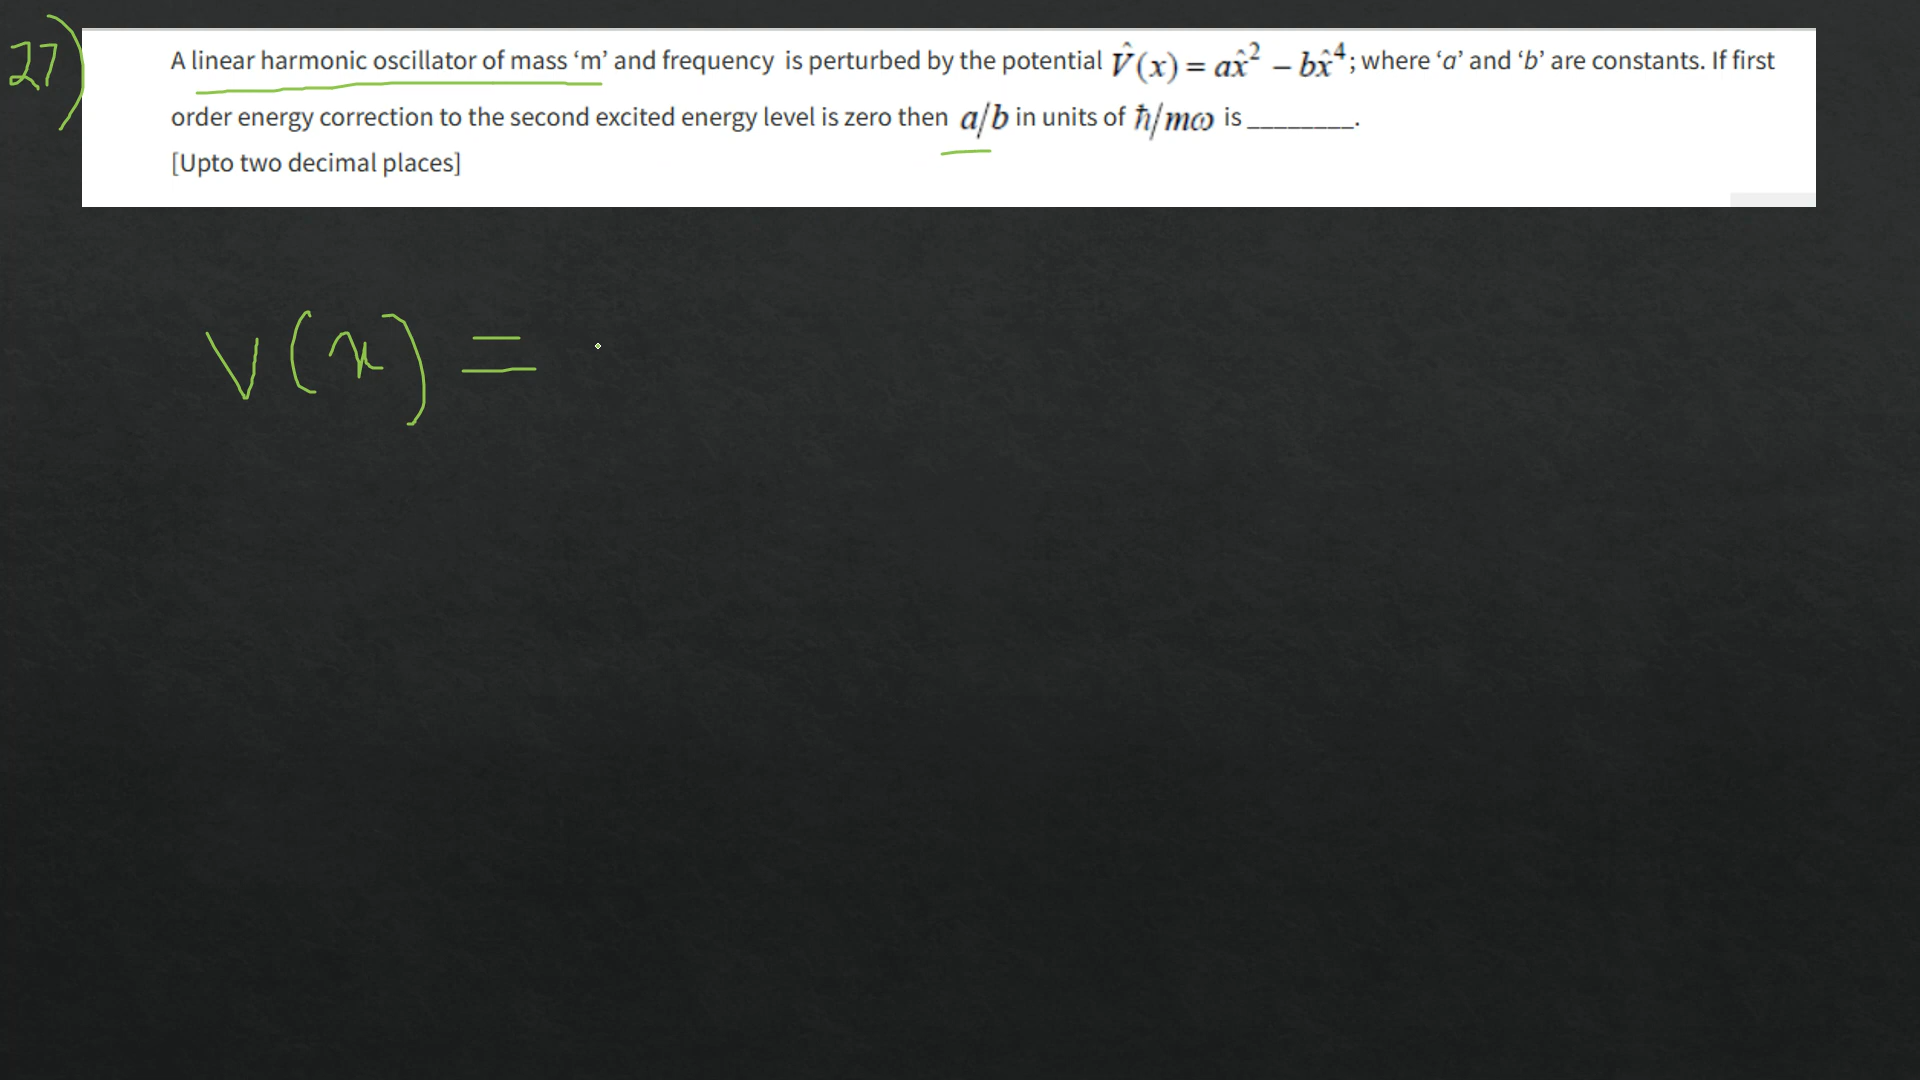 27)
A linear harmonic oscillator of mass ‘m’ and frequency is perturbed by the potential V̂(x) = ax̂² − bx̂⁴; where ‘a’ and ‘b’ are constants. If first
order energy correction to the second excited energy level is zero then a/b in units of ħ/mω is ________.
[Upto two decimal places]
V(x) =